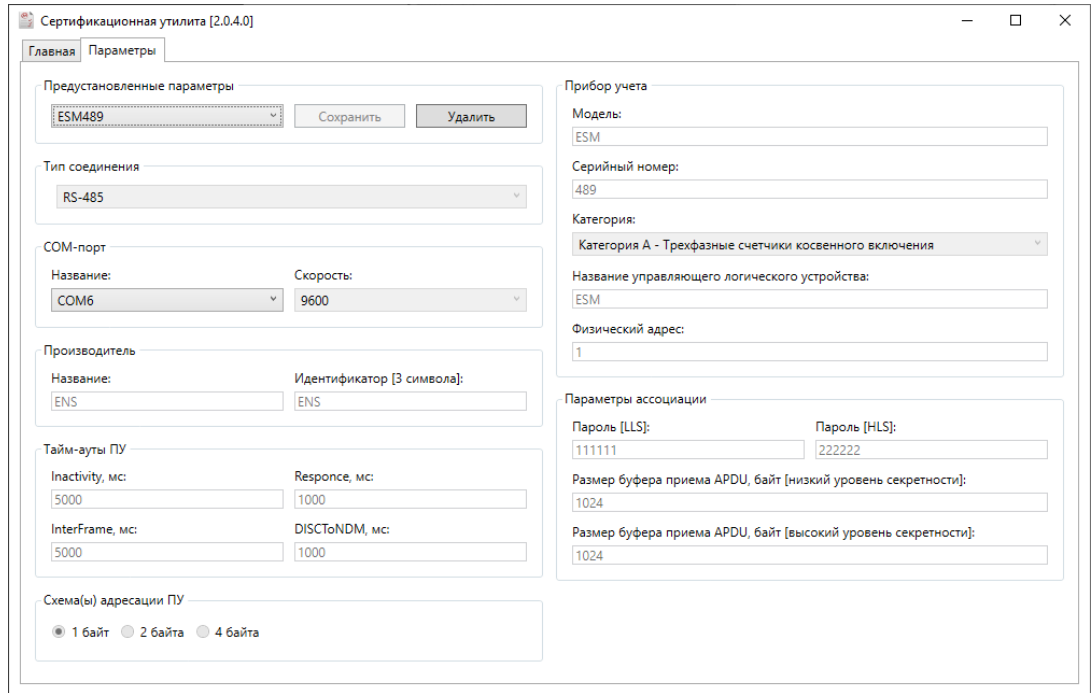 Сертификационная утилита [2.0.4.0]
Главная
Параметры
Предустановленные параметры
ESM489
Сохранить
Удалить
Тип соединения
RS-485
COM-порт
Название:
Скорость:
COM6
9600
Производитель
Название:
Идентификатор [3 символа]:
ENS
ENS
Тайм-ауты ПУ
Inactivity, мс:
Responce, мс:
5000
1000
InterFrame, мс:
DISCToNDM, мс:
5000
1000
Схема(ы) адресации ПУ
1 байт
2 байта
4 байта
Прибор учета
Модель:
ESM
Серийный номер:
489
Категория:
Категория А - Трехфазные счетчики косвенного включения
Название управляющего логического устройства:
ESM
Физический адрес:
1
Параметры ассоциации
Пароль [LLS]:
Пароль [HLS]:
111111
222222
Размер буфера приема APDU, байт [низкий уровень секретности]:
1024
Размер буфера приема APDU, байт [высокий уровень секретности]:
1024